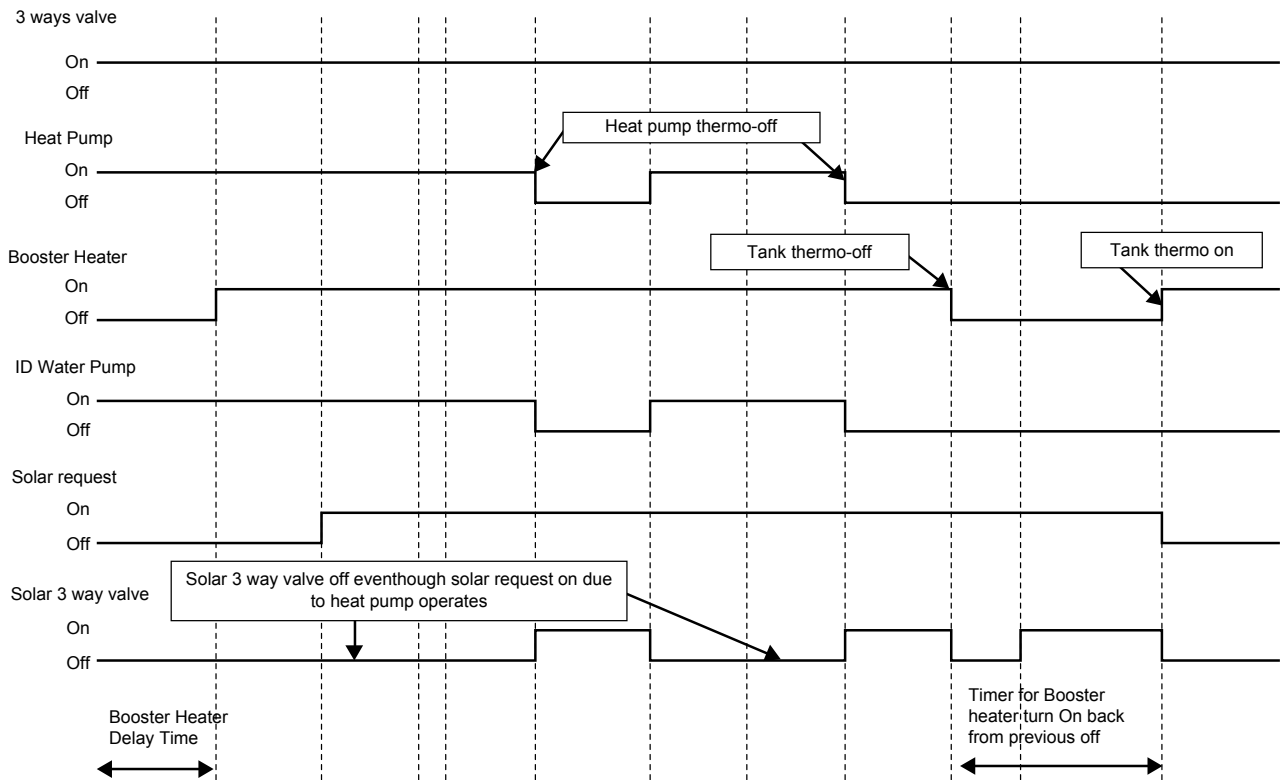 3 ways valve
On
Off
Heat Pump
Heat pump thermo-off
On
Off
Booster Heater
Tank thermo-off
Tank thermo on
On
Off
ID Water Pump
On
Off
Solar request
On
Off
Solar 3 way valve
Solar 3 way valve off eventhough solar request on due
to heat pump operates
On
Off
Booster Heater
Delay Time
Timer for Booster
heater turn On back
from previous off